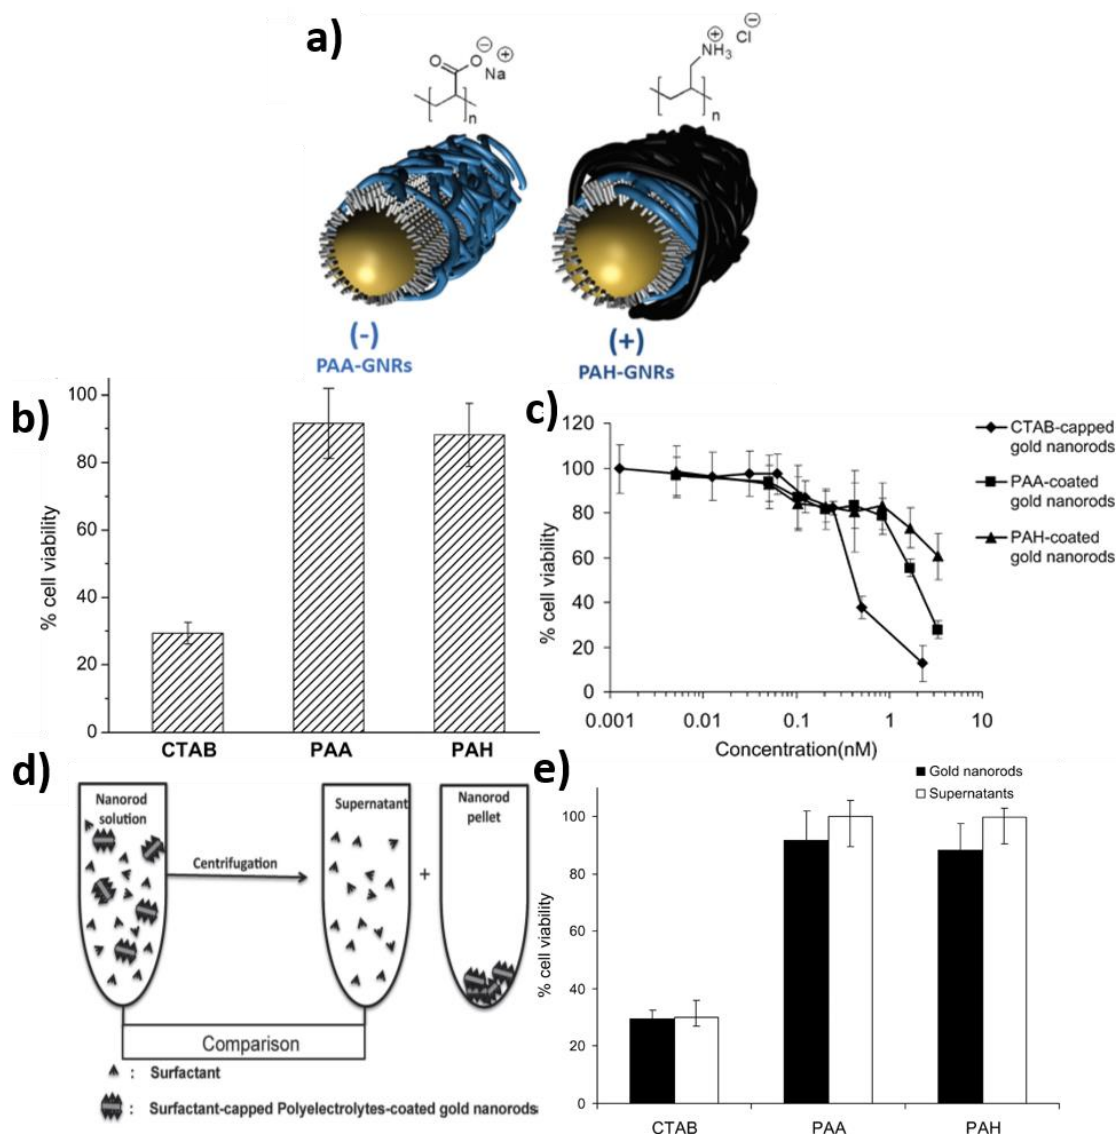 a)
O
O
⊖
Na
⊕
n
⊕
NH3
Cl
⊖
n
(-)
PAA-GNRs
(+)
PAH-GNRs
b)
% cell viability
100
80
60
40
20
0
CTAB
PAA
PAH
c)
% cell viability
120
100
80
60
40
20
0
0.001
0.01
0.1
1
10
Concentration(nM)
CTAB-capped
gold nanorods
PAA-coated
gold nanorods
PAH-coated
gold nanorods
d)
Nanorod
solution
Centrifugation
Supernatant
+
Nanorod
pellet
Comparison
: Surfactant
: Surfactant-capped Polyelectrolytes-coated gold nanorods
e)
Gold nanorods
Supernatants
% cell viability
100
80
60
40
20
0
CTAB
PAA
PAH